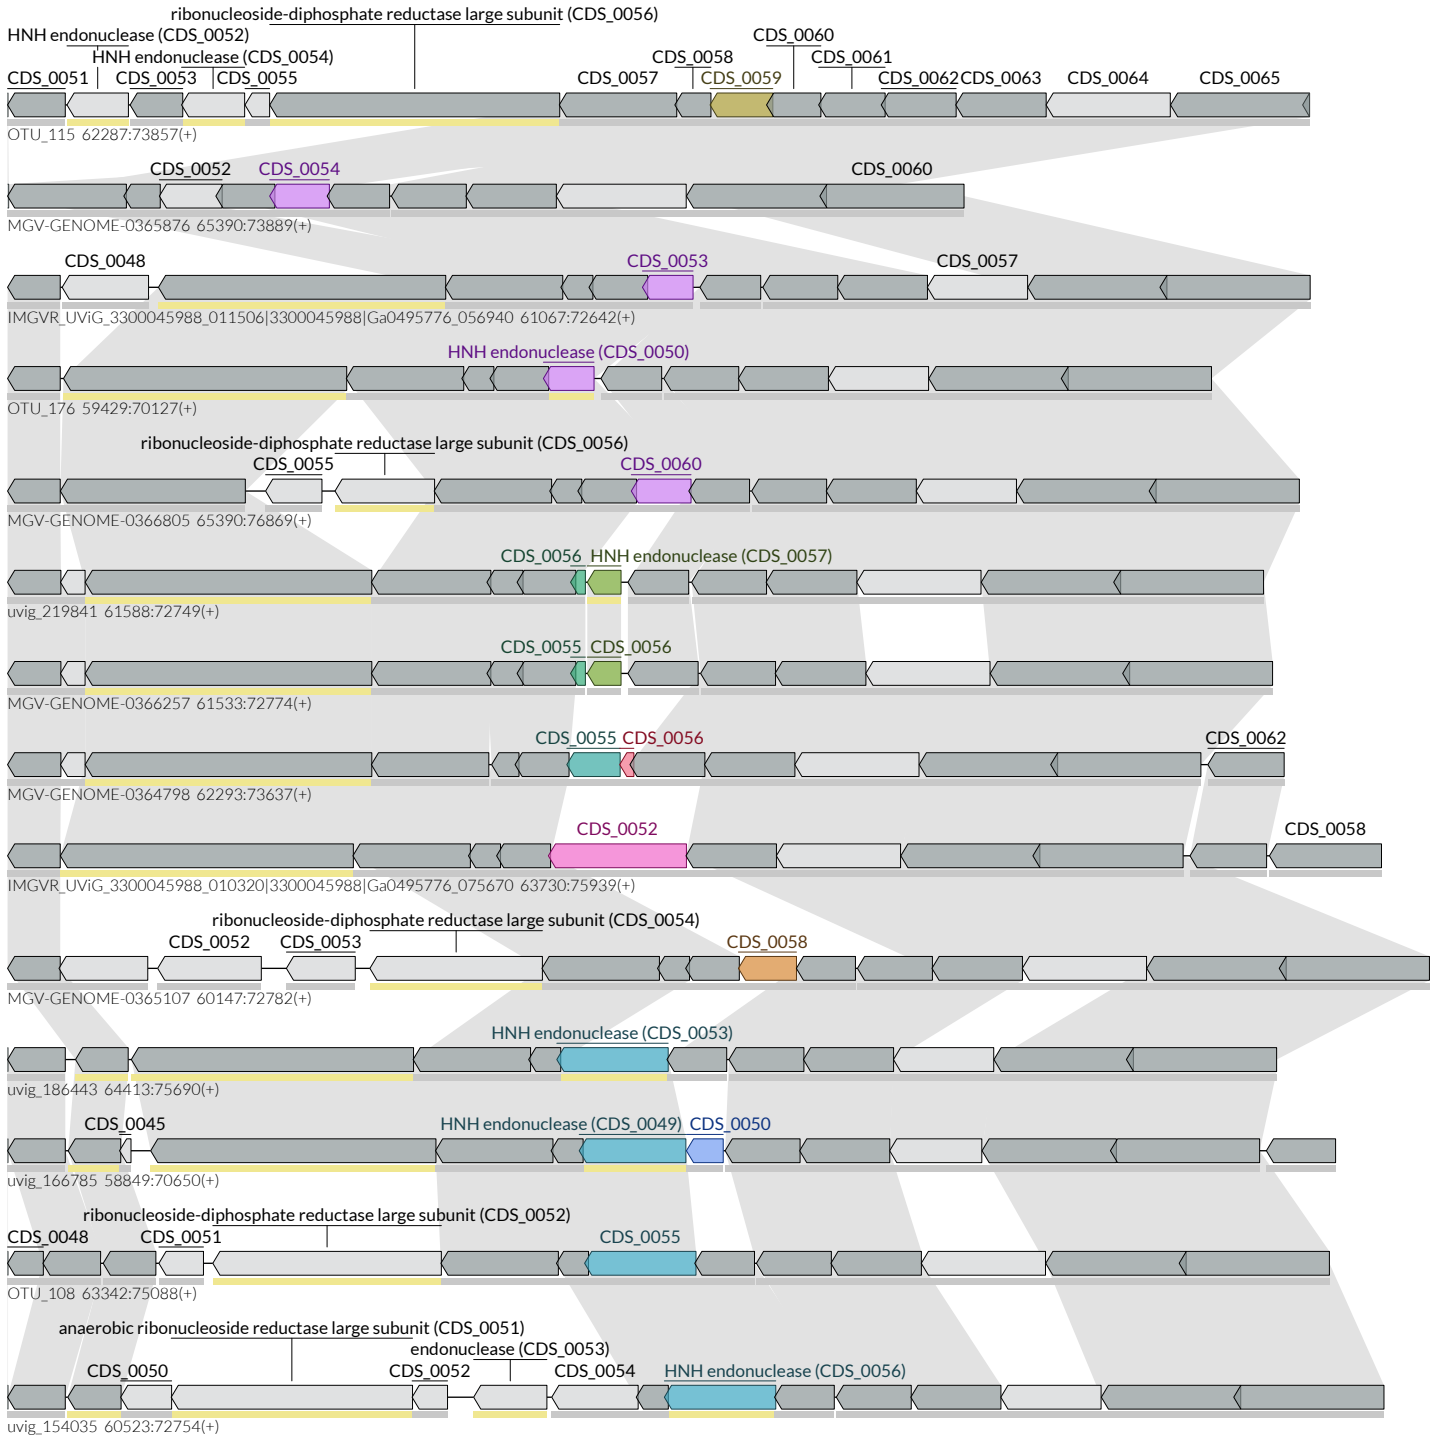 ribonucleoside-diphosphate reductase large subunit (CDS_0056)
HNH endonuclease (CDS_0052) CDS_0060
HNH endonuclease (CDS_0054) CDS_0058 CDS_0061
CDS_0051 CDS_0053 CDS_0055 CDS_0057 CDS_0059 CDS_0062 CDS_0063 CDS_0064 CDS_0065
OTU_115 62287:73857(+)
CDS_0052 CDS_0054 CDS_0060
MGV-GENOME-0365876 65390:73889(+)
CDS_0048 CDS_0053 CDS_0057
IMGVR_UViG_3300045988_011506|3300045988|Ga0495776_056940 61067:72642(+)
HNH endonuclease (CDS_0050)
OTU_176 59429:70127(+)
ribonucleoside-diphosphate reductase large subunit (CDS_0056)
CDS_0055 CDS_0060
MGV-GENOME-0366805 65390:76869(+)
CDS_0056 HNH endonuclease (CDS_0057)
uvig_219841 61588:72749(+)
CDS_0055 CDS_0056
MGV-GENOME-0366257 61533:72774(+)
CDS_0055 CDS_0056 CDS_0062
MGV-GENOME-0364798 62293:73637(+)
CDS_0052 CDS_0058
IMGVR_UViG_3300045988_010320|3300045988|Ga0495776_075670 63730:75939(+)
ribonucleoside-diphosphate reductase large subunit (CDS_0054)
CDS_0052 CDS_0053 CDS_0058
MGV-GENOME-0365107 60147:72782(+)
HNH endonuclease (CDS_0053)
uvig_186443 64413:75690(+)
CDS_0045 HNH endonuclease (CDS_0049) CDS_0050
uvig_166785 58849:70650(+)
ribonucleoside-diphosphate reductase large subunit (CDS_0052)
CDS_0048 CDS_0051 CDS_0055
OTU_108 63342:75088(+)
anaerobic ribonucleoside reductase large subunit (CDS_0051)
endonuclease (CDS_0053)
CDS_0050 CDS_0052 CDS_0054 HNH endonuclease (CDS_0056)
uvig_154035 60523:72754(+)